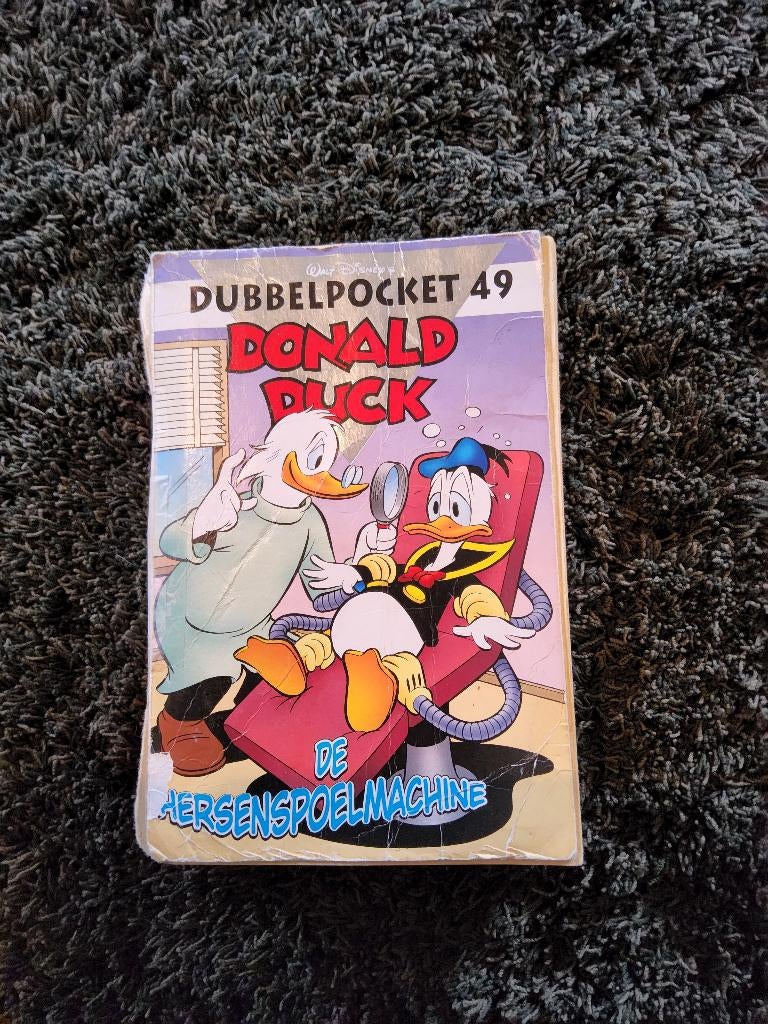 WALT DISNEY'S
DUBBELPOCKET 49
DONALD
DUCK
DE
HERSENSPOELMACHINE